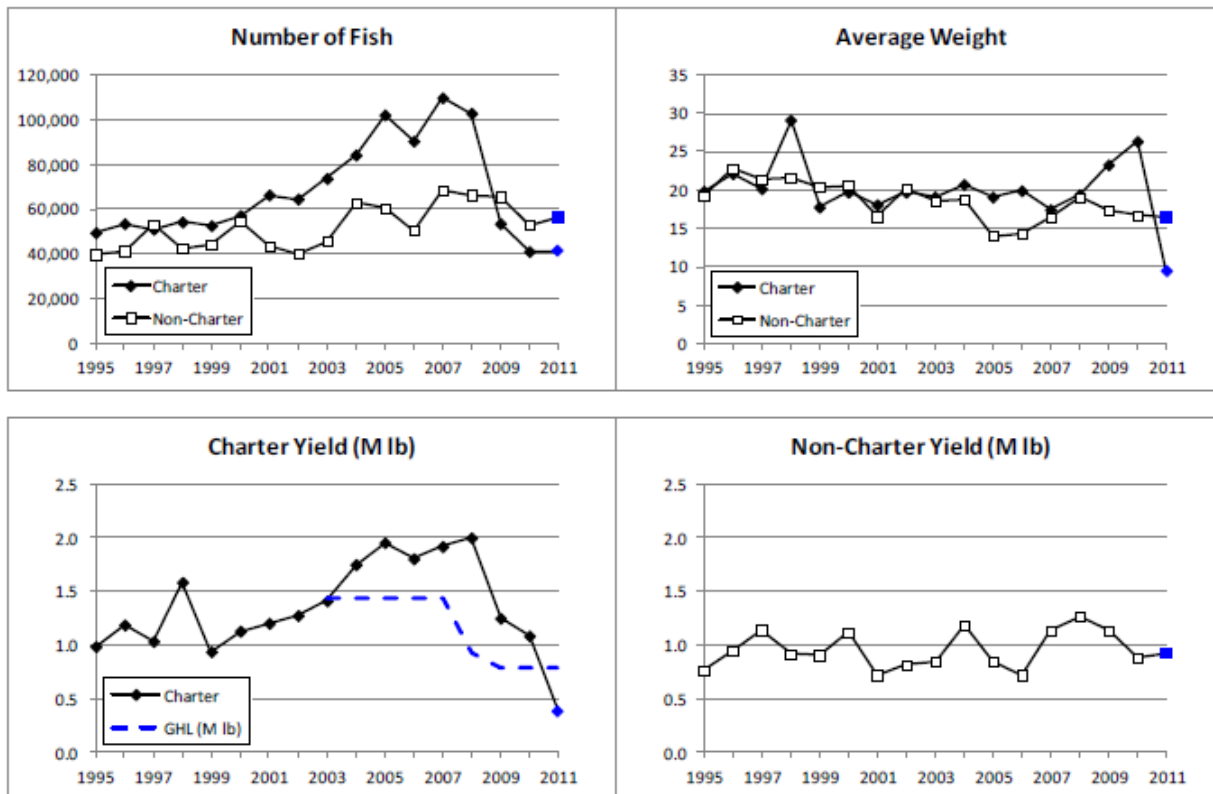 Number of Fish
120,000
100,000
80,000
60,000
40,000
20,000
0
Charter
Non-Charter
1995 1997 1999 2001 2003 2005 2007 2009 2011
Average Weight
35
30
25
20
15
10
5
0
Charter
Non-Charter
1995 1997 1999 2001 2003 2005 2007 2009 2011
Charter Yield (M lb)
2.5
2.0
1.5
1.0
0.5
0.0
Charter
GHL (M lb)
1995 1997 1999 2001 2003 2005 2007 2009 2011
Non-Charter Yield (M lb)
2.5
2.0
1.5
1.0
0.5
0.0
1995 1997 1999 2001 2003 2005 2007 2009 2011